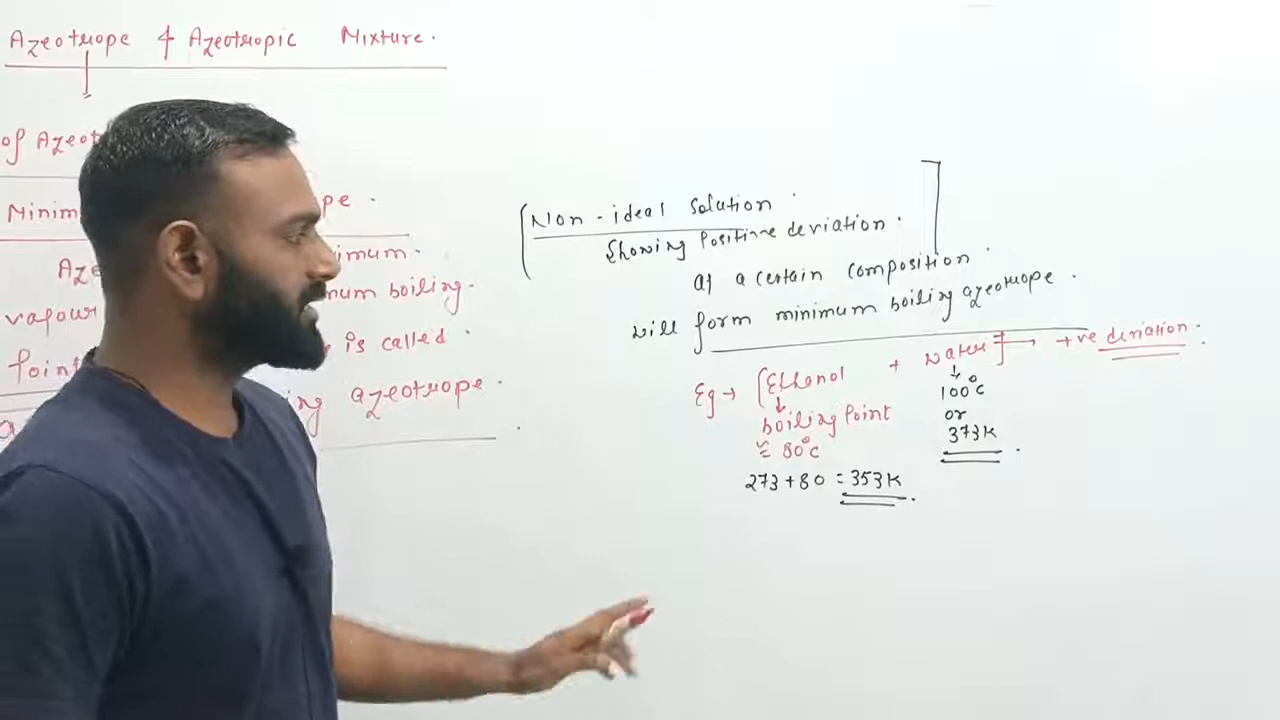 Azeotrope & Azeotropic Mixture.
of Azeot
Minim pe.
Aze imum.
vapour num boiling.
Point is called
ing azeotrope.
Non-ideal solution
Showing Positive deviation.
at a certain composition.
will form minimum boiling azeotrope.
Eg → Ethenol + Water → +ve deviation.
boiling Point
≈ 80°C
273+80 = 353K
100°C
or
373K